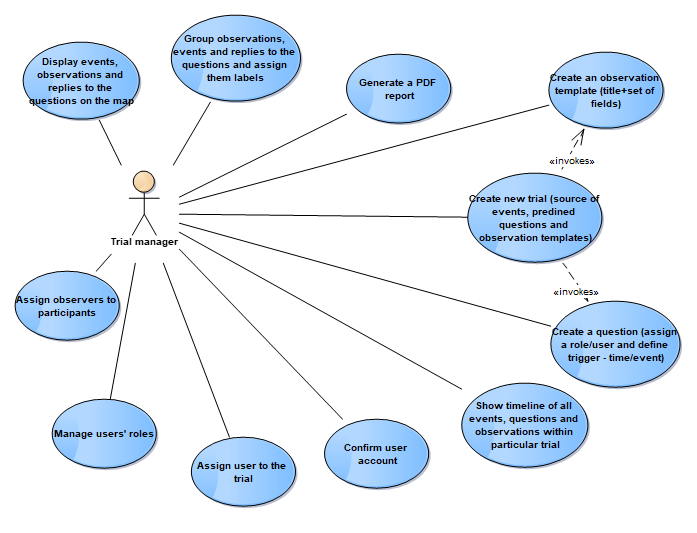 Group observations,
events and replies to the
questions and assign
them labels
Display events,
observations and
replies to the
questions on the map
Generate a PDF
report
Create an observation
template (title+set of
fields)
«invokes»
Create new trial (source of
events, predined
questions and
observation templates)
Trial manager
«invokes»
Assign observers to
participants
Create a question (assign
a role/user and define
trigger - time/event)
Show timeline of all
events, questions and
observations within
particular trial
Manage users' roles
Confirm user
account
Assign user to the
trial